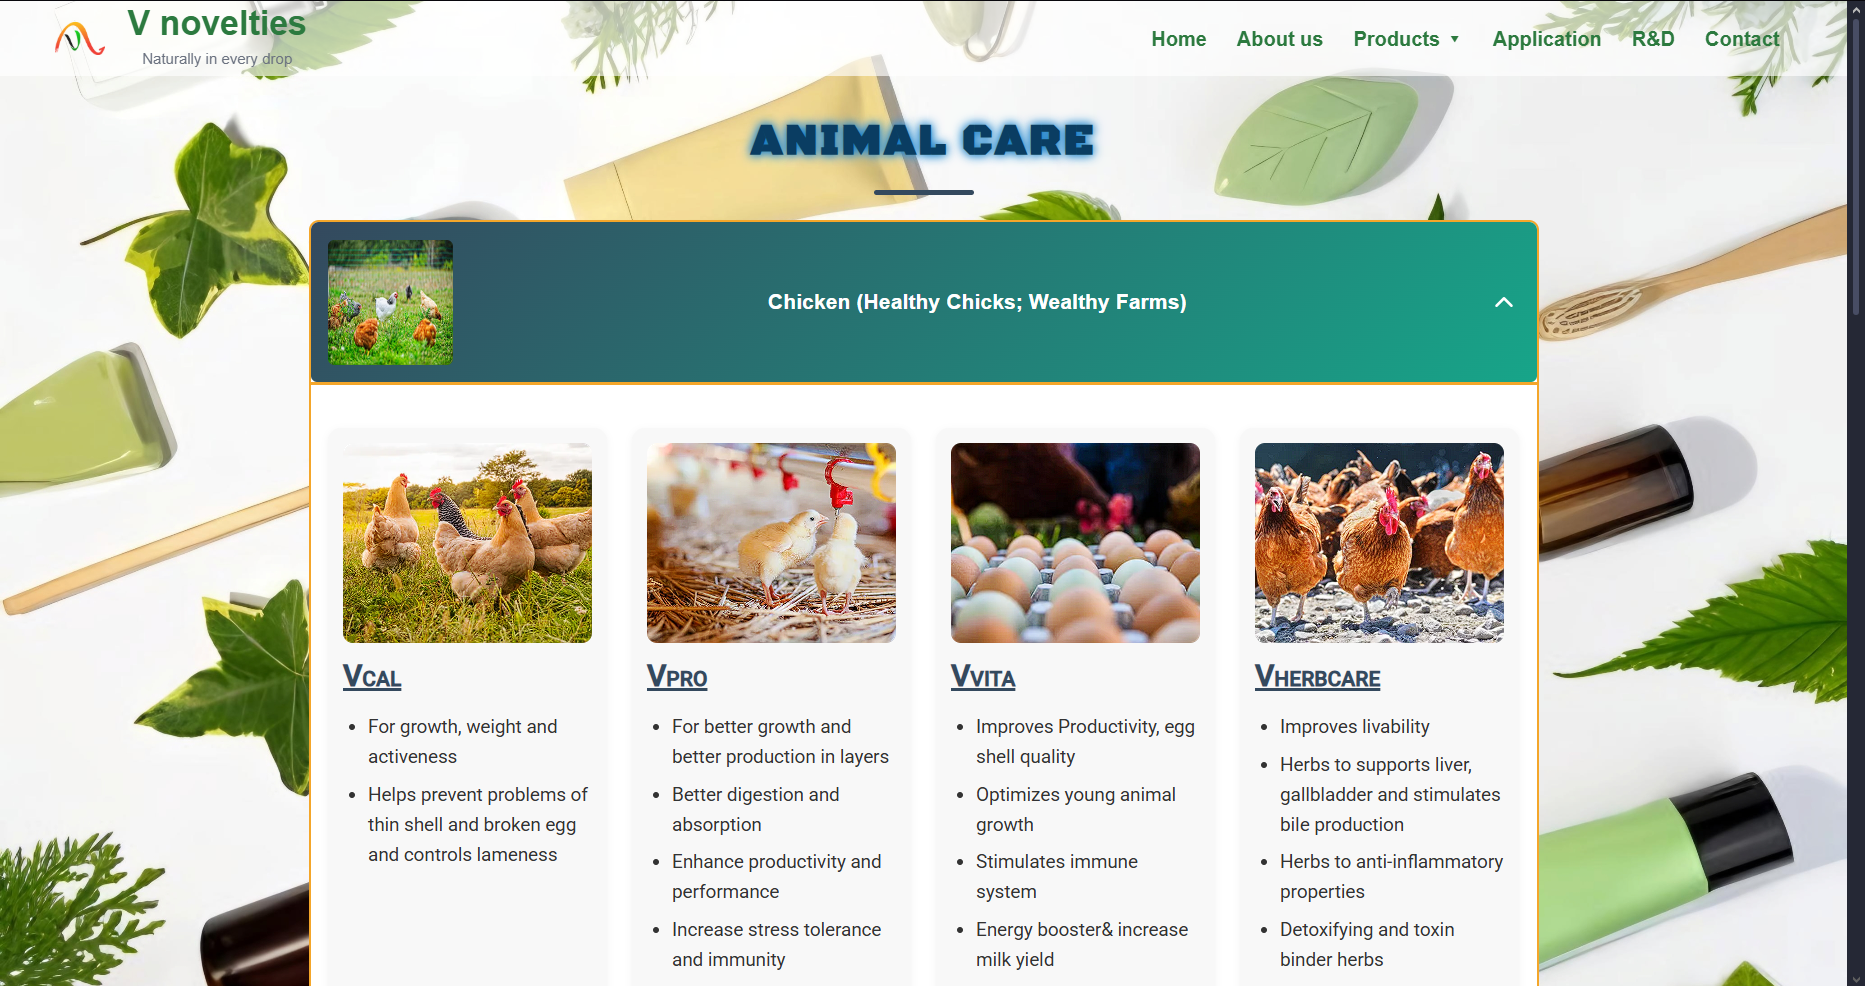 V novelties
Naturally in every drop
Home About us Products ▼ Application R&D Contact
ANIMAL CARE
Chicken (Healthy Chicks; Wealthy Farms)
VCAL
• For growth, weight and
activeness
• Helps prevent problems of
thin shell and broken egg
and controls lameness
VPRO
• For better growth and
better production in layers
• Better digestion and
absorption
• Enhance productivity and
performance
• Increase stress tolerance
and immunity
VVITA
• Improves Productivity, egg
shell quality
• Optimizes young animal
growth
• Stimulates immune
system
• Energy booster& increase
milk yield
VHERBCARE
• Improves livability
• Herbs to supports liver,
gallbladder and stimulates
bile production
• Herbs to anti-inflammatory
properties
• Detoxifying and toxin
binder herbs